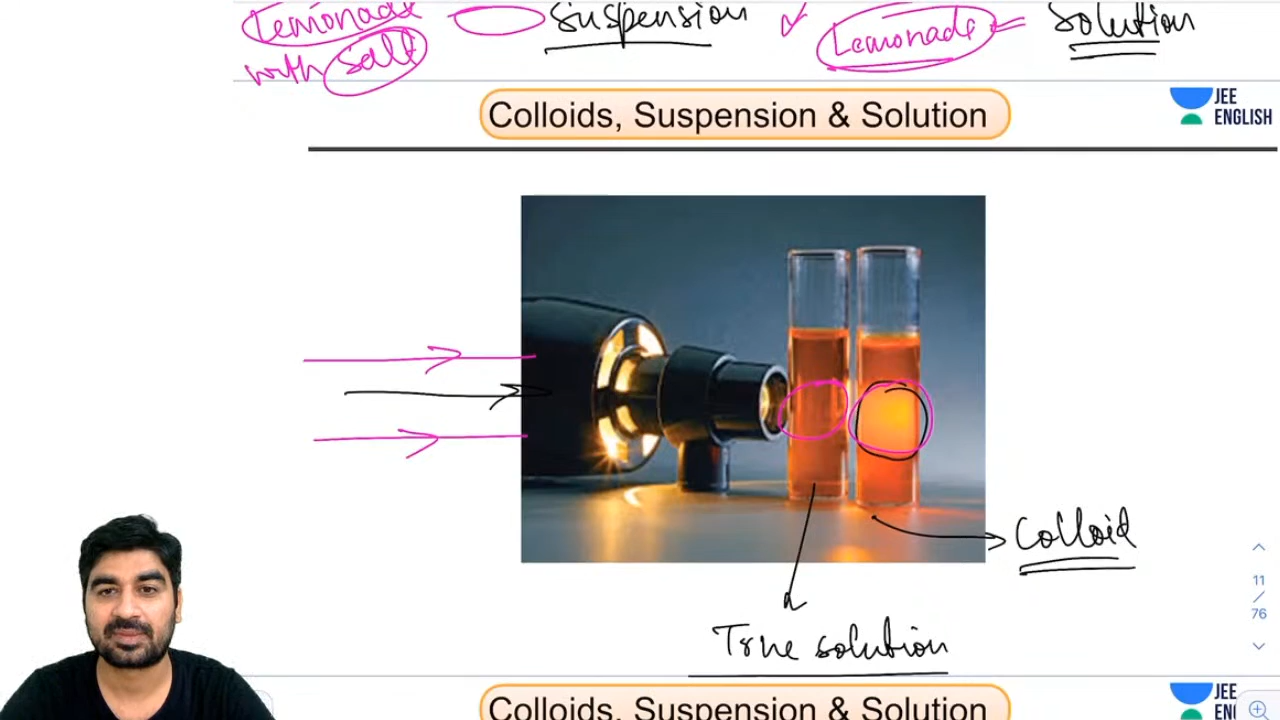 Lemonade Suspension Lemonade Solution
with salt
Colloids, Suspension & Solution
JEE
ENGLISH
Colloid
11
/
76
True solution
Colloids, Suspension & Solution
JEE